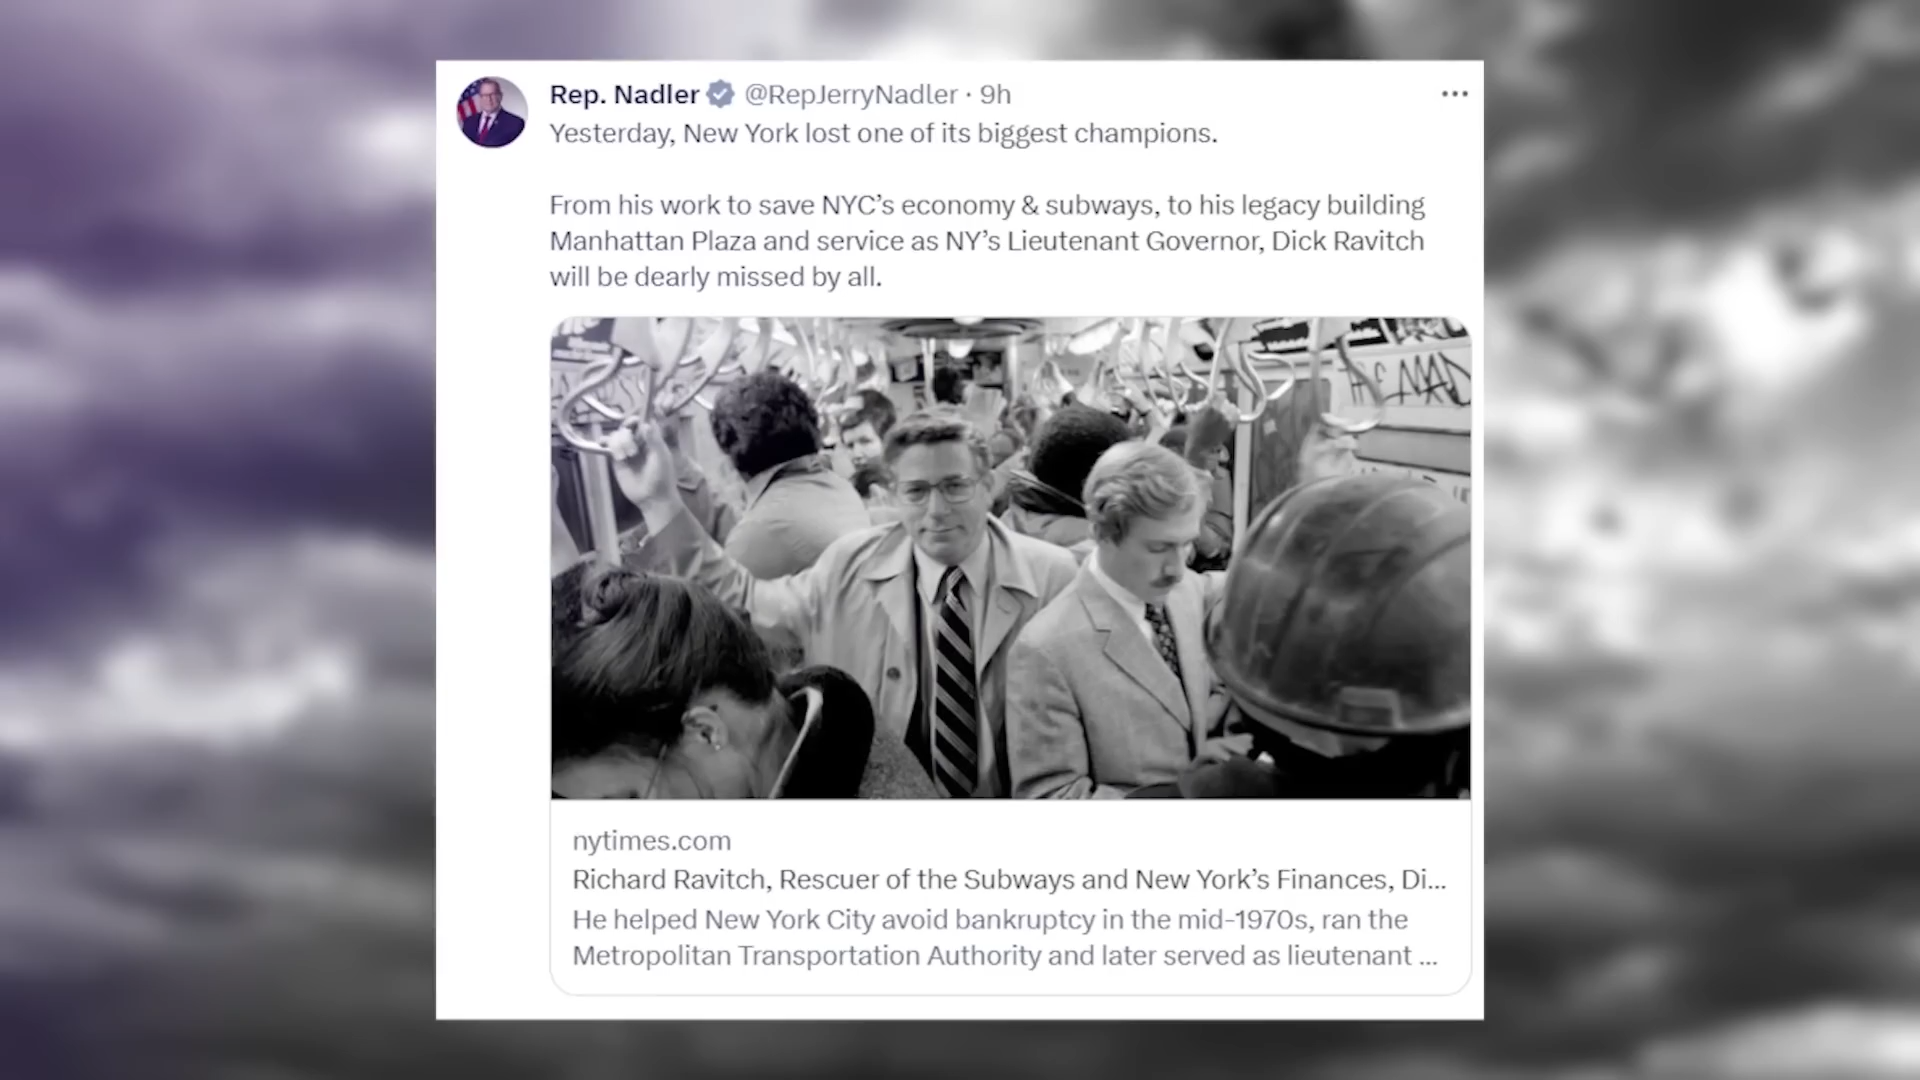 Rep. Nadler @RepJerryNadler · 9h
Yesterday, New York lost one of its biggest champions.
From his work to save NYC’s economy & subways, to his legacy building
Manhattan Plaza and service as NY’s Lieutenant Governor, Dick Ravitch
will be dearly missed by all.
MAD
nytimes.com
Richard Ravitch, Rescuer of the Subways and New York’s Finances, Di...
He helped New York City avoid bankruptcy in the mid-1970s, ran the
Metropolitan Transportation Authority and later served as lieutenant ...